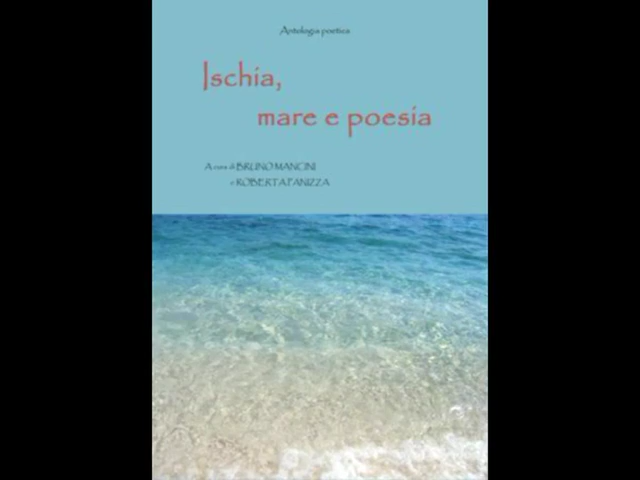 Antologia poetica
Ischia,
mare e poesia
A cura di BRUNO MANCINI
e ROBERTA PANIZZA